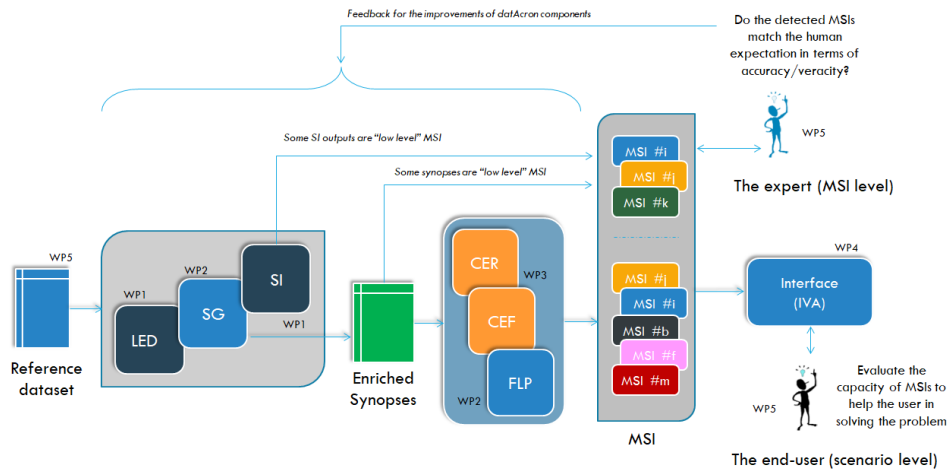 Feedback for the improvements of datAcron components
Do the detected MSIs
match the human
expectation in terms of
accuracy/veracity?
WP5
The expert (MSI level)
Some SI outputs are “low level” MSI
Some synopses are “low level” MSI
MSI #i
MSI #j
MSI #k
MSI #j
MSI #i
MSI #b
MSI #f
MSI #m
MSI
WP5
Reference
dataset
WP1
LED
WP2
SG
SI
WP1
Enriched
Synopses
CER
WP3
CEF
WP2
FLP
WP4
Interface
(IVA)
WP5
Evaluate the
capacity of MSIs to
help the user in
solving the problem
The end-user (scenario level)